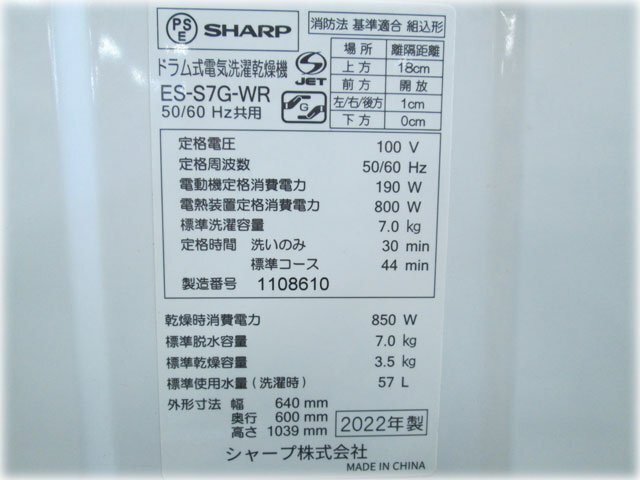 PS E SHARP
ドラム式電気洗濯乾燥機
ES-S7G-WR
50/60 Hz共用
S JET
G
消防法 基準適合 組込形
場所 離隔距離
上方 18cm
前方 開放
左/右/後方 1cm
下方 0cm
定格電圧 100 V
定格周波数 50/60 Hz
電動機定格消費電力 190 W
電熱装置定格消費電力 800 W
標準洗濯容量 7.0 kg
定格時間 洗いのみ 30 min
標準コース 44 min
製造番号 1108610
乾燥時消費電力 850 W
標準脱水容量 7.0 kg
標準乾燥容量 3.5 kg
標準使用水量(洗濯時) 57 L
外形寸法 幅 640 mm
奥行 600 mm
高さ 1039 mm
2022年製
シャープ株式会社
MADE IN CHINA